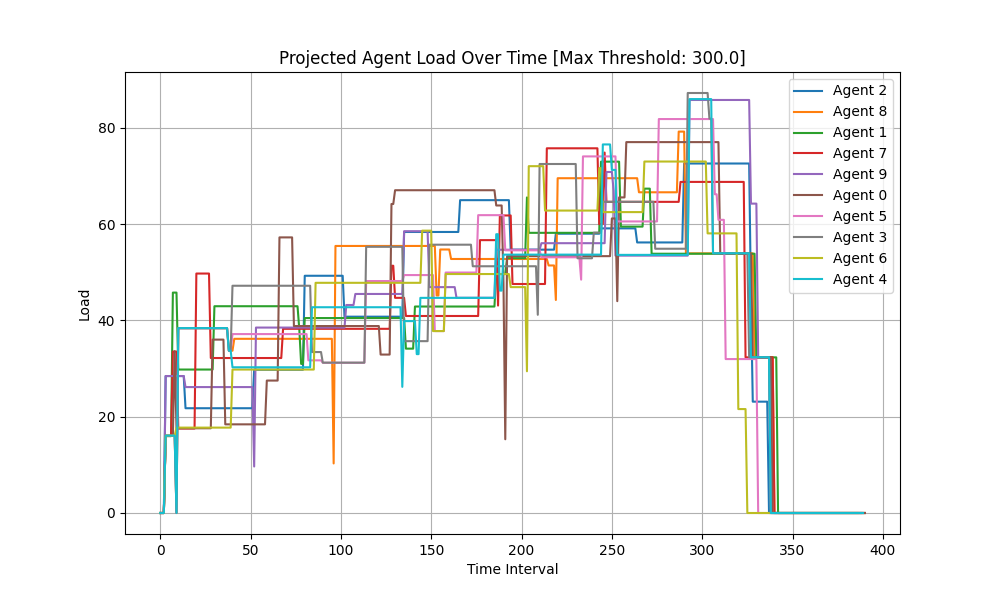 Projected Agent Load Over Time [Max Threshold: 300.0]
Load
80
60
40
20
0
0 50 100 150 200 250 300 350 400
Time Interval
Agent 2
Agent 8
Agent 1
Agent 7
Agent 9
Agent 0
Agent 5
Agent 3
Agent 6
Agent 4